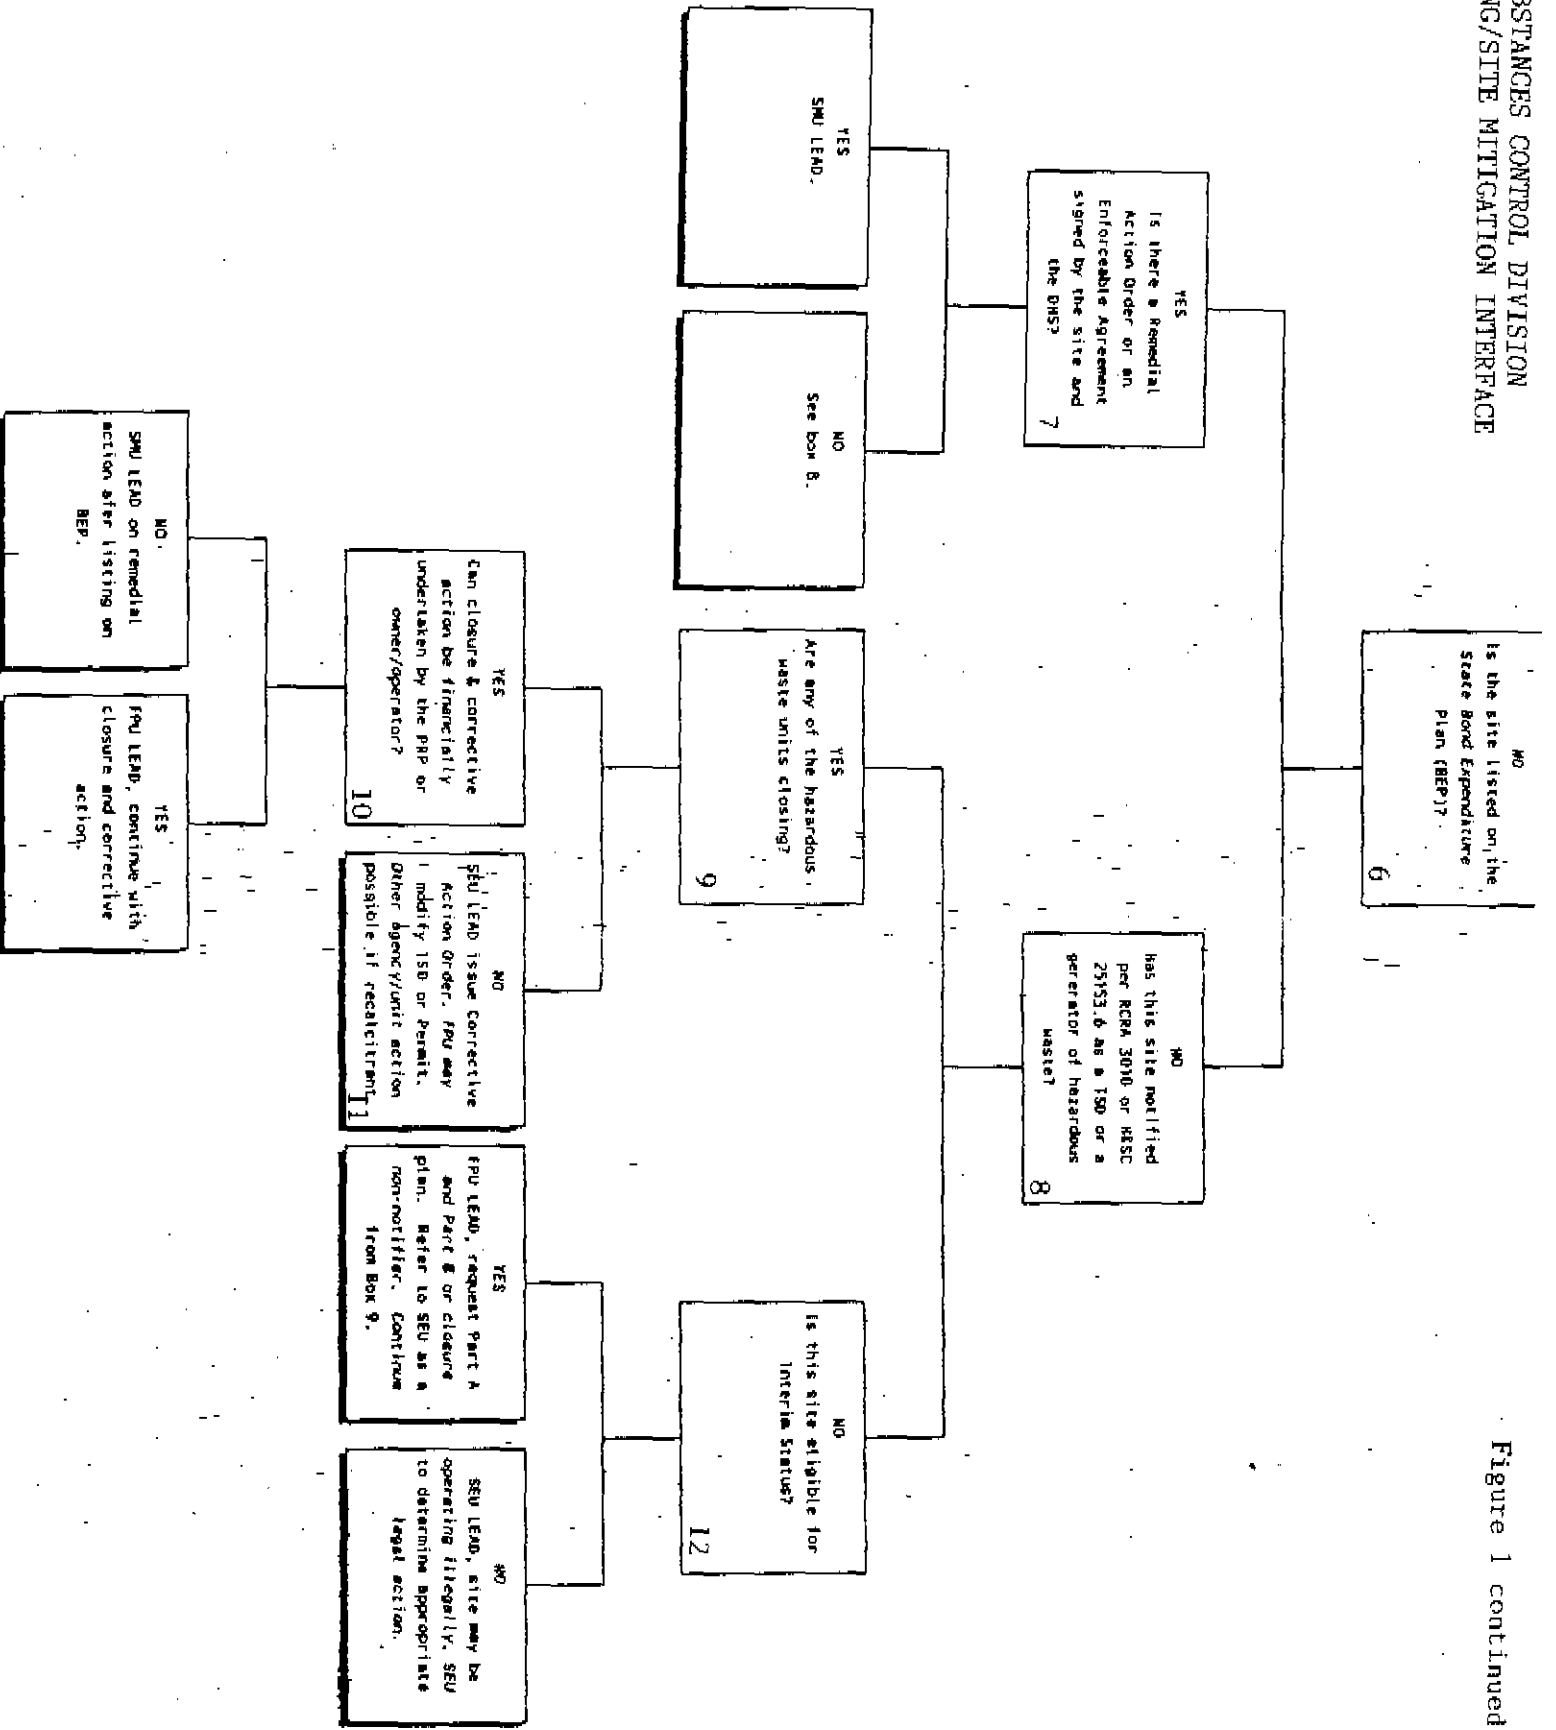 BSTANCES CONTROL DIVISION
NG/SITE MITIGATION INTERFACE
Figure 1 continued
NO
Is the site listed on the
State Bond Expenditure
Plan (BEP)?
6
YES
Is there a Remedial
Action Order or an
Enforceable Agreement
signed by the site and
the DHS?
7
NO
Has this site notified
per RCRA 3010 or HESC
25153.6 as a TSD or a
gererator of hazardous
waste?
8
YES
SMU LEAD.
NO
See box 8.
YES
Are any of the hazardous
waste units closing?
9
NO
Is this site eligible for
Interim Status?
12
YES
Can closure & corrective
action be financially
undertaken by the PRP or
owner/operator?
10
NO
SEU LEAD issue Corrective
Action Order. FPU may
modify ISD or Permit.
Other agency/unit action
possible if recalcitrant
11
YES
FPU LEAD, request Part A
and Part B or closure
plan. Refer to SEU as a
non-notifier. Continue
from Box 9.
NO
SEU LEAD, site may be
operating illegally. SEU
to determine appropriate
legal action.
NO.
SMU LEAD on remedial
action afer listing on
BEP.
YES
FPU LEAD, continue with
closure and corrective
action.